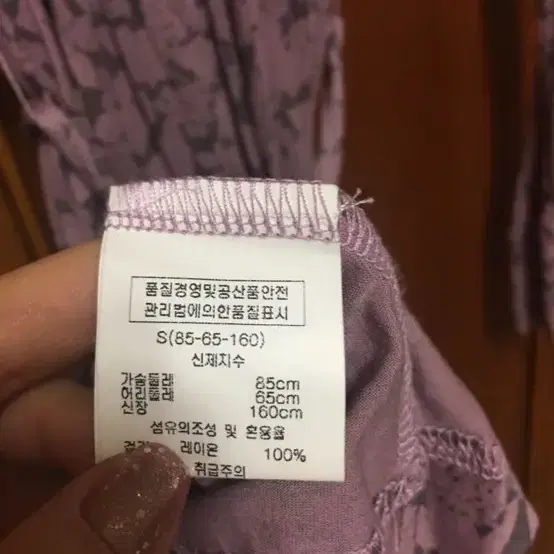 품질경영및공산품안전
관리법에의한품질표시
S(85-65-160)
신체치수
가슴둘레 85cm
허리둘레 65cm
신장 160cm
섬유의조성 및 혼용율
레이온 100%
취급주의